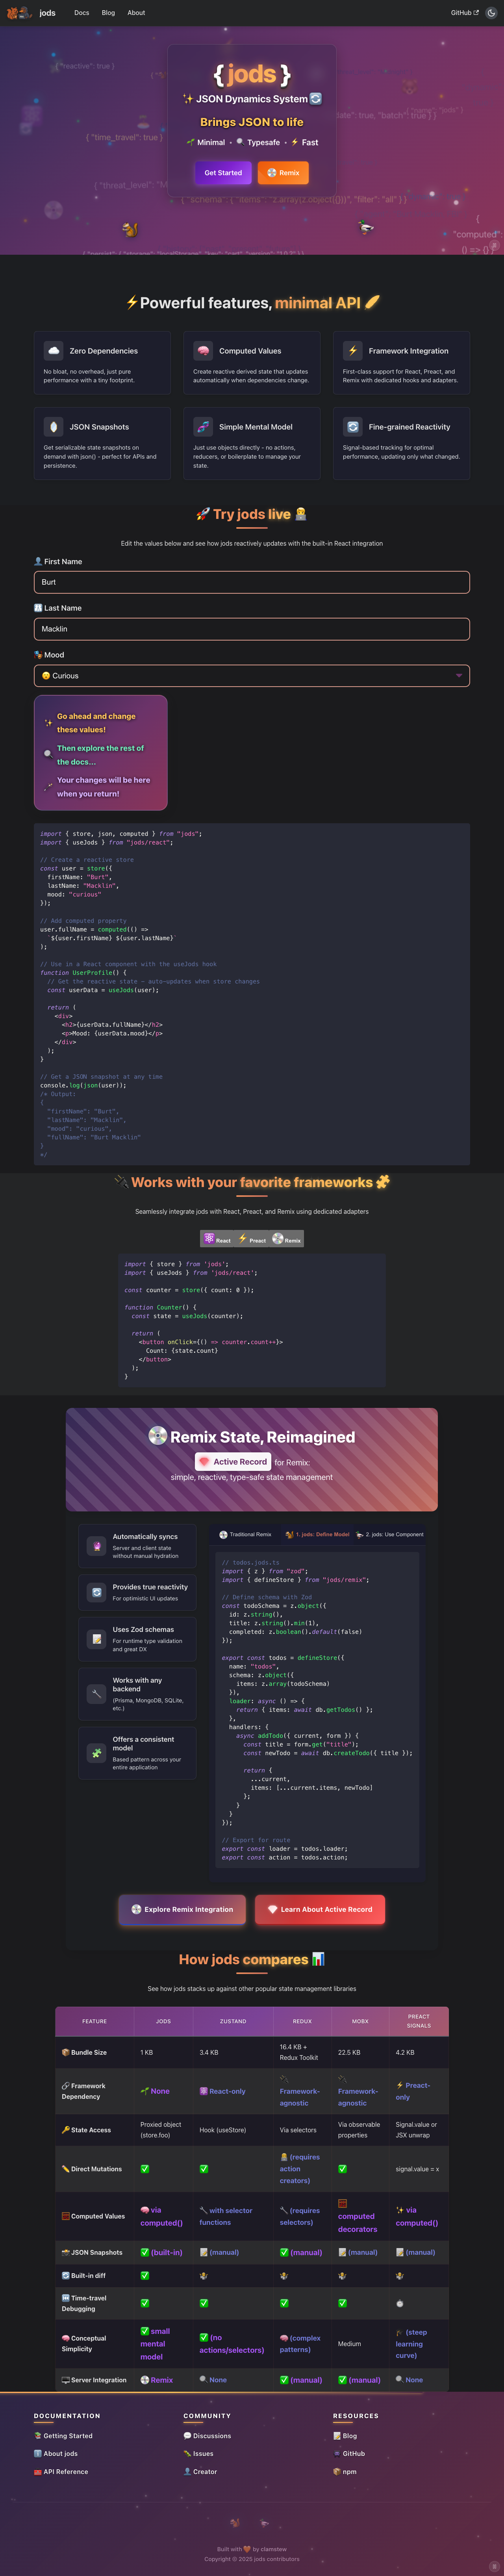 jods
Docs
Blog
About
GitHub
{ "reactive": true }
{ "time_travel": true }
{ jods }
JSON Dynamics System
Brings JSON to life
Minimal • Typesafe • Fast
Get Started
Remix
Powerful features, minimal API
Zero Dependencies
No bloat, no overhead, just pure
performance with a tiny footprint.
Computed Values
Create reactive derived state that updates
automatically when dependencies change.
Framework Integration
First-class support for React, Preact, and
Remix with dedicated hooks and adapters.
JSON Snapshots
Get serializable state snapshots on
demand with json() - perfect for APIs and
persistence.
Simple Mental Model
Just use objects directly - no actions,
reducers, or boilerplate to manage your
state.
Fine-grained Reactivity
Signal-based tracking for optimal
performance, updating only what changed.
Try jods live
Edit the values below and see how jods reactively updates with the built-in React integration
First Name
Burt
Last Name
Macklin
Mood
Curious
Go ahead and change
these values!
Then explore the rest of
the docs...
Your changes will be here
when you return!
import { store, json, computed } from "jods";
import { useJods } from "jods/react";
// Create a reactive store
const user = store({
firstName: "Burt",
lastName: "Macklin",
mood: "curious"
});
// Add computed property
user.fullName = computed(() =>
`${user.firstName} ${user.lastName}`
);
// Use in a React component with the useJods hook
function UserProfile() {
// Get the reactive state - auto-updates when store changes
const userData = useJods(user);
return (
<div>
<h2>{userData.fullName}</h2>
<p>Mood: {userData.mood}</p>
</div>
);
}
// Get a JSON snapshot at any time
console.log(json(user));
/* Output:
{
"firstName": "Burt",
"lastName": "Macklin",
"mood": "curious",
"fullName": "Burt Macklin"
}
*/
Works with your favorite frameworks
Seamlessly integrate jods with React, Preact, and Remix using dedicated adapters
React
Preact
Remix
import { store } from 'jods';
import { useJods } from 'jods/react';
const counter = store({ count: 0 });
function Counter() {
const state = useJods(counter);
return (
<button onClick={() => counter.count++}>
Count: {state.count}
</button>
);
}
Remix State, Reimagined
Active Record for Remix:
simple, reactive, type-safe state management
Automatically syncs
Server and client state
without manual hydration
Provides true reactivity
For optimistic UI updates
Uses Zod schemas
For runtime type validation
and great DX
Works with any
backend
(Prisma, MongoDB, SQLite,
etc.)
Offers a consistent
model
Based pattern across your
entire application
Traditional Remix
1. jods: Define Model
2. jods: Use Component
// todos.jods.ts
import { z } from "zod";
import { defineStore } from "jods/remix";
// Define schema with Zod
const todoSchema = z.object({
id: z.string(),
title: z.string().min(1),
completed: z.boolean().default(false)
});
export const todos = defineStore({
name: "todos",
schema: z.object({
items: z.array(todoSchema)
}),
loader: async () => {
return { items: await db.getTodos() };
},
handlers: {
async addTodo({ current, form }) {
const title = form.get("title");
const newTodo = await db.createTodo({ title });
return {
...current,
items: [...current.items, newTodo]
};
}
}
});
// Export for route
export const loader = todos.loader;
export const action = todos.action;
Explore Remix Integration
Learn About Active Record
How jods compares
See how jods stacks up against other popular state management libraries
FEATURE JODS ZUSTAND REDUX MOBX PREACT
SIGNALS
Bundle Size 1 KB 3.4 KB 16.4 KB +
Redux Toolkit 22.5 KB 4.2 KB
Framework
Dependency None React-only Framework-
agnostic Framework-
agnostic Preact-
only
State Access Proxied object
(store.foo) Hook (useStore) Via selectors Via observable
properties Signal.value or
JSX unwrap
Direct Mutations ✅ ✅ (requires
action
creators) ✅ signal.value = x
Computed Values via
computed() with selector
functions (requires
selectors) computed
decorators via
computed()
JSON Snapshots ✅ (built-in) (manual) ✅ (manual) (manual) (manual)
Built-in diff ✅
Time-travel
Debugging ✅ ✅ ✅ ✅
Conceptual
Simplicity ✅ small
mental
model ✅ (no
actions/selectors) (complex
patterns) Medium (steep
learning
curve)
Server Integration Remix None ✅ (manual) ✅ (manual) None
DOCUMENTATION
Getting Started
About jods
API Reference
COMMUNITY
Discussions
Issues
Creator
RESOURCES
Blog
GitHub
npm
Built with by clamstew
Copyright © 2025 jods contributors